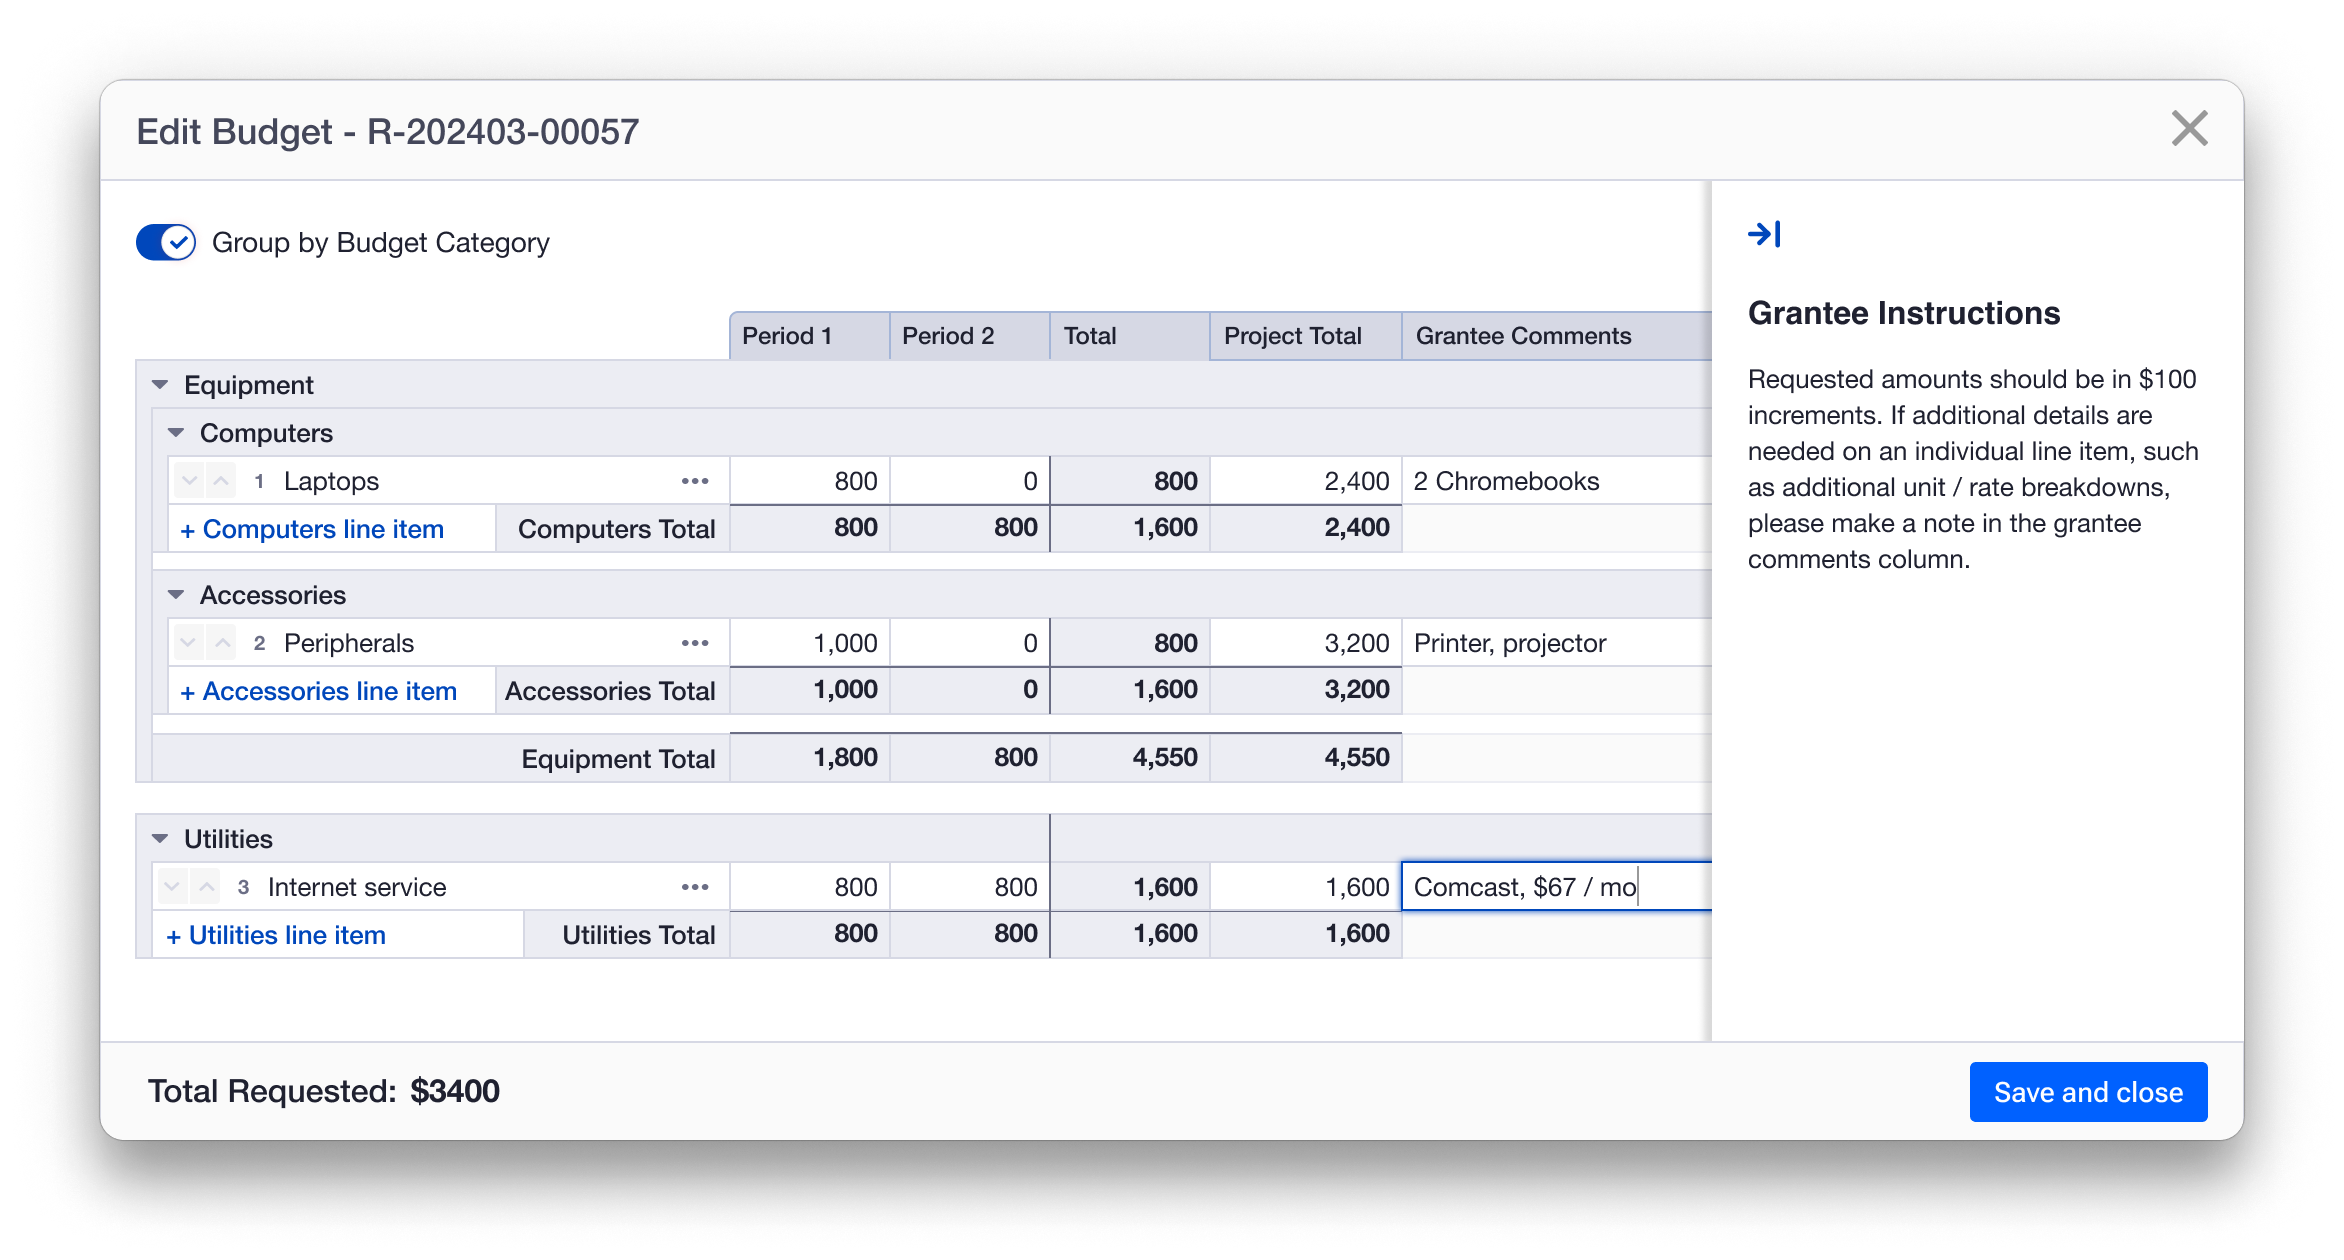 Edit Budget - R-202403-00057
Group by Budget Category
Period 1 Period 2 Total Project Total Grantee Comments
Equipment
Computers
1 Laptops ••• 800 0 800 2,400 2 Chromebooks
+ Computers line item Computers Total 800 800 1,600 2,400
Accessories
2 Peripherals ••• 1,000 0 800 3,200 Printer, projector
+ Accessories line item Accessories Total 1,000 0 1,600 3,200
Equipment Total 1,800 800 4,550 4,550
Utilities
3 Internet service ••• 800 800 1,600 1,600 Comcast, $67 / mo
+ Utilities line item Utilities Total 800 800 1,600 1,600
Grantee Instructions
Requested amounts should be in $100
increments. If additional details are
needed on an individual line item, such
as additional unit / rate breakdowns,
please make a note in the grantee
comments column.
Total Requested: $3400
Save and close